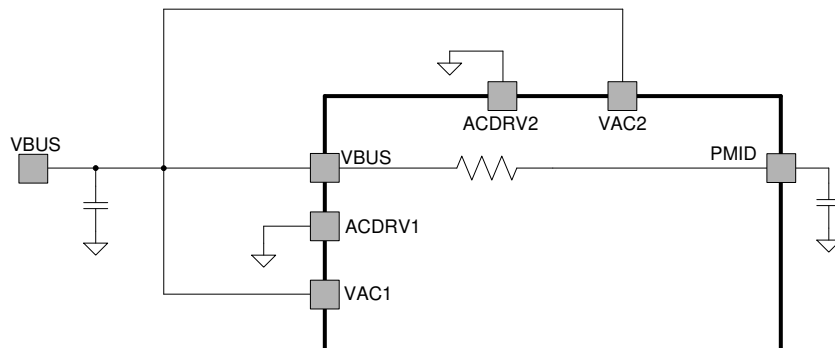 ACDRV2
VAC2
VBUS
VBUS
PMID
ACDRV1
VAC1